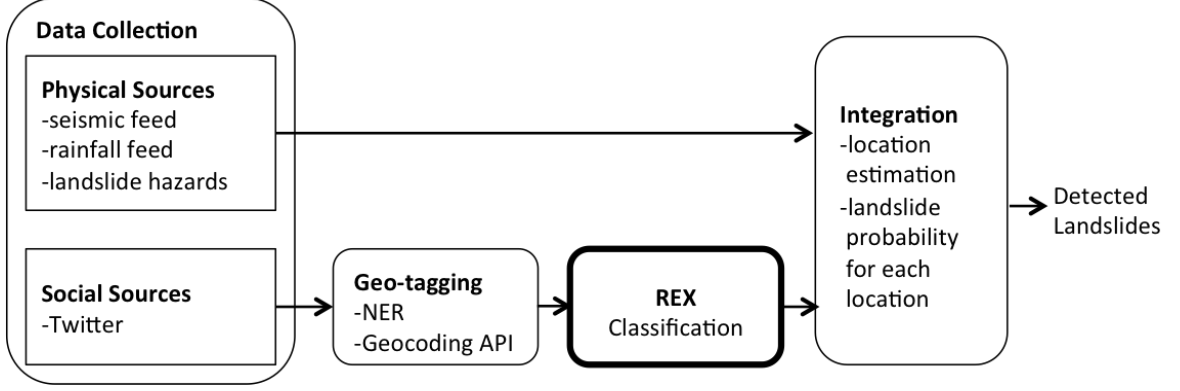 Data Collection
Physical Sources
-seismic feed
-rainfall feed
-landslide hazards
Social Sources
-Twitter
Geo-tagging
-NER
-Geocoding API
REX
Classification
Integration
-location
estimation
-landslide
probability
for each
location
Detected
Landslides